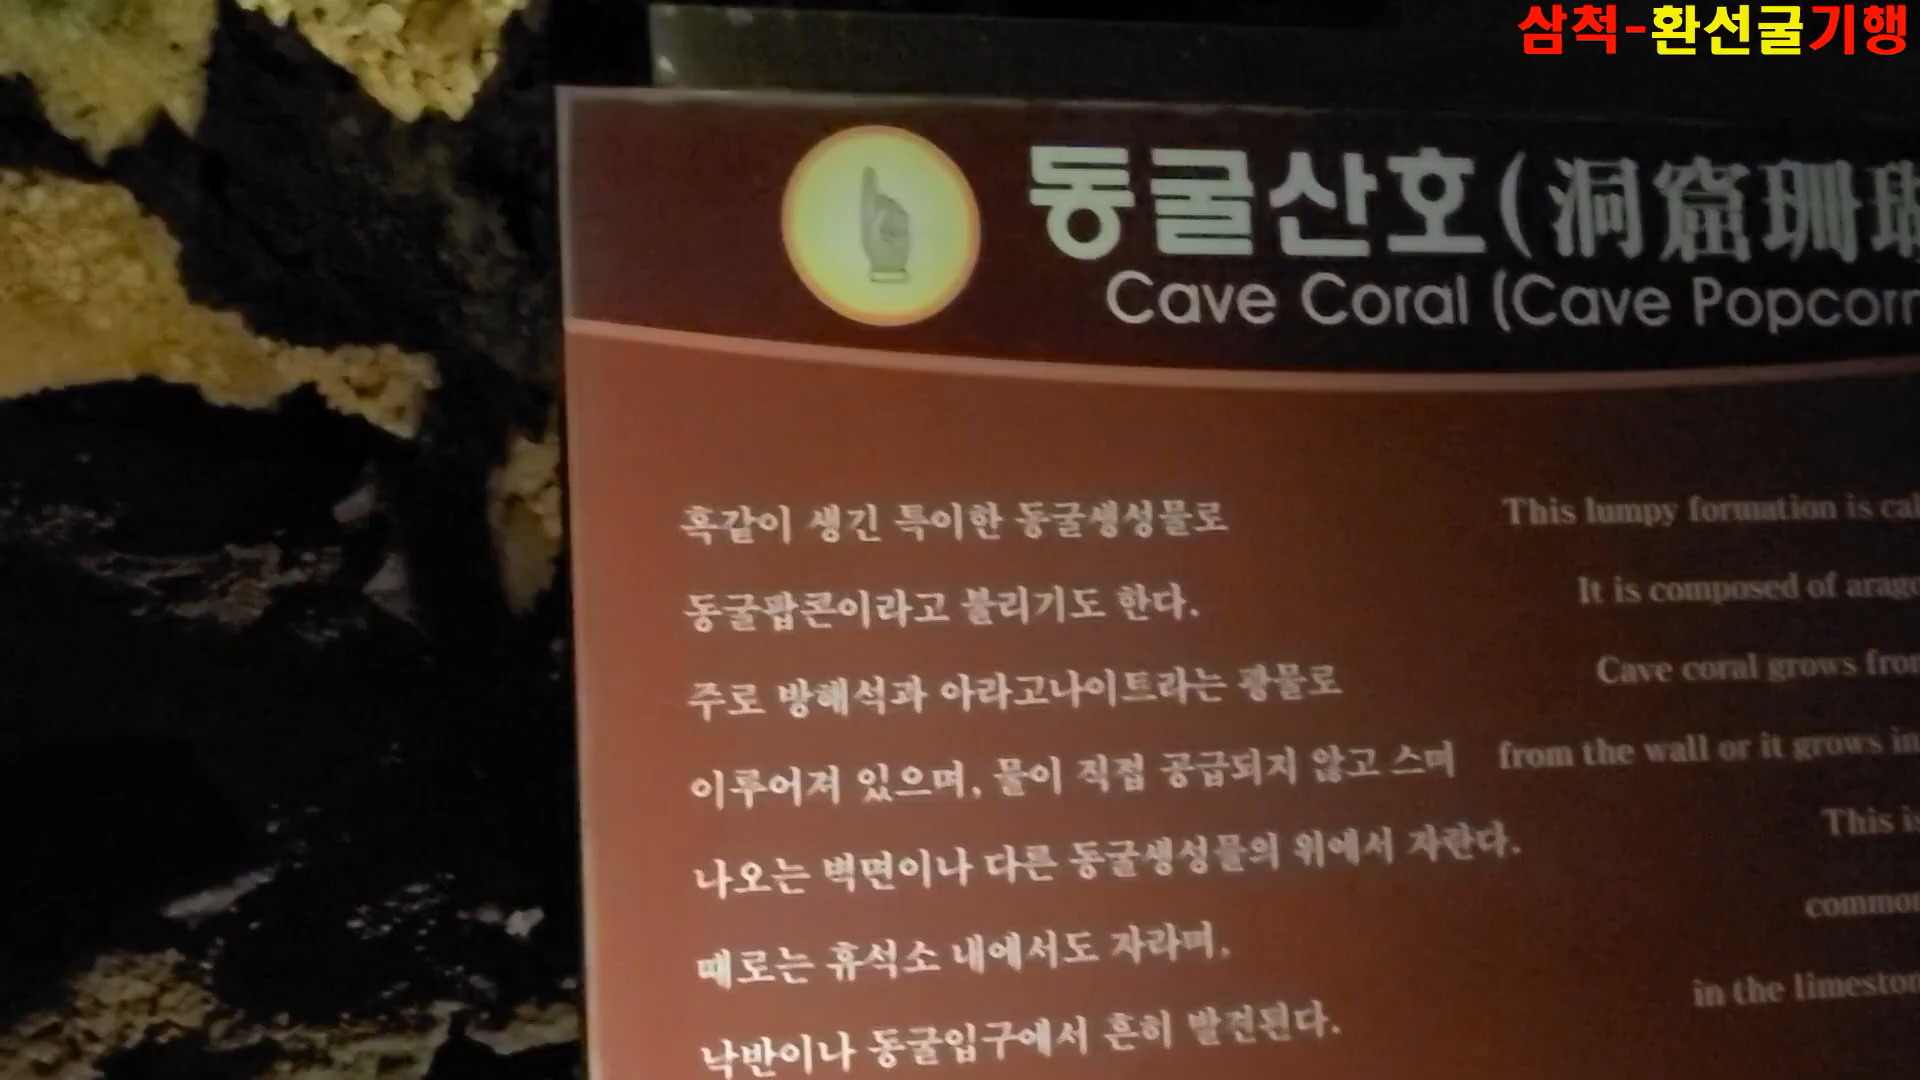 삼척-환선굴기행
동굴산호(洞窟珊瑚
Cave Coral (Cave Popcorn
혹같이 생긴 특이한 동굴생성물로
동굴팝콘이라고 불리기도 한다.
주로 방해석과 아라고나이트라는 광물로
이루어져 있으며, 물이 직접 공급되지 않고 스며
나오는 벽면이나 다른 동굴생성물의 위에서 자란다.
때로는 휴석소 내에서도 자라며,
낙반이나 동굴입구에서 흔히 발견된다.
This lumpy formation is cal
It is composed of arago
Cave coral grows from
from the wall or it grows in
This is
common
in the limeston